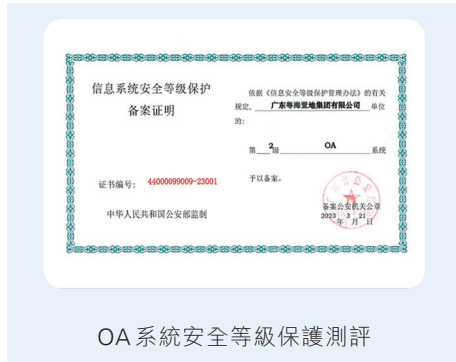 信息系统安全等级保护
备案证明
证书编号: 44000099009-23001
中华人民共和国公安部监制
依据《信息安全等级保护管理办法》的有关
规定, 广东粤海置地集团有限公司 单位
的:
第 2级 OA 系统
予以备案。
备案公安机关公章
2023 3 21
年 月 日
OA系統安全等級保護測評